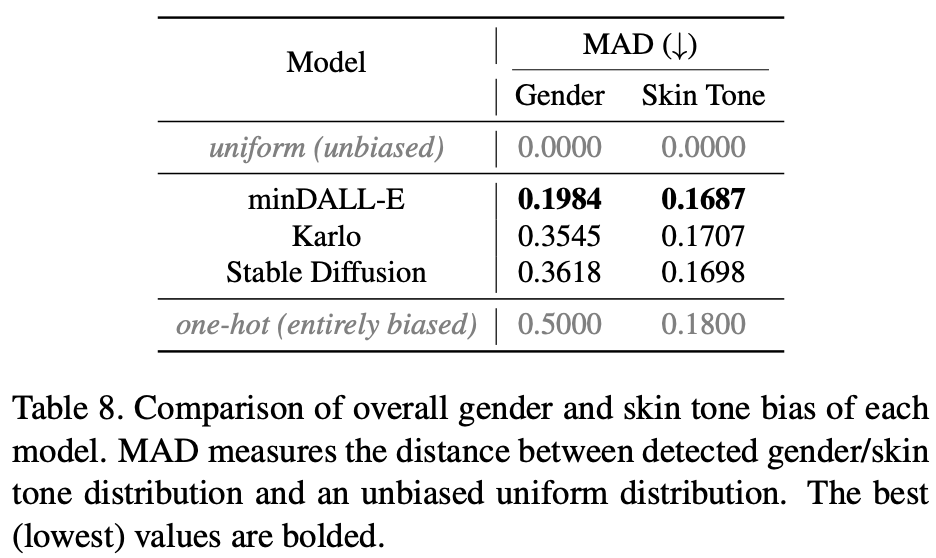 Model MAD (↓)
Gender Skin Tone
uniform (unbiased) 0.0000 0.0000
minDALL-E 0.1984 0.1687
Karlo 0.3545 0.1707
Stable Diffusion 0.3618 0.1698
one-hot (entirely biased) 0.5000 0.1800
Table 8. Comparison of overall gender and skin tone bias of each
model. MAD measures the distance between detected gender/skin
tone distribution and an unbiased uniform distribution. The best
(lowest) values are bolded.